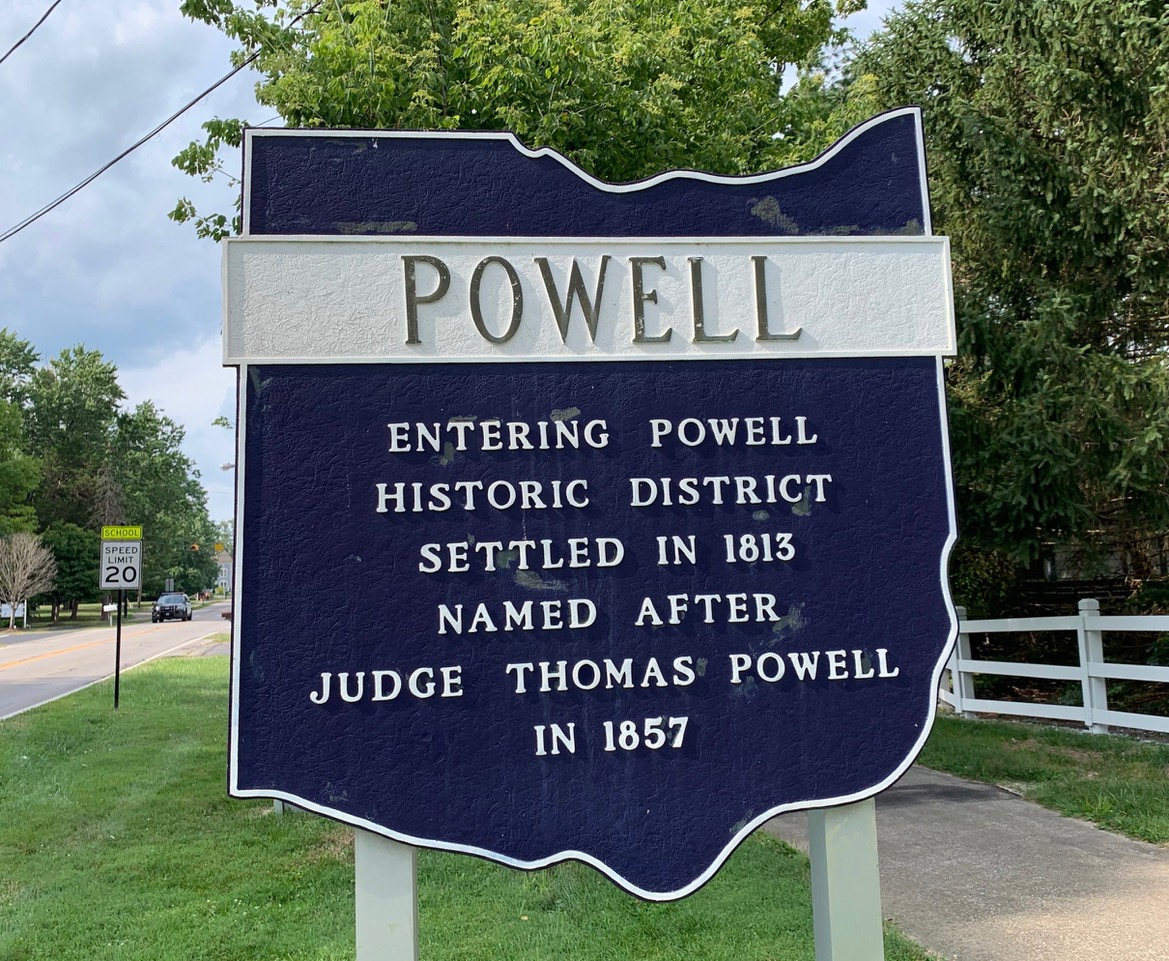 POWELL
ENTERING POWELL
HISTORIC DISTRICT
SETTLED IN 1813
NAMED AFTER
JUDGE THOMAS POWELL
IN 1857
SCHOOL
SPEED
LIMIT
20